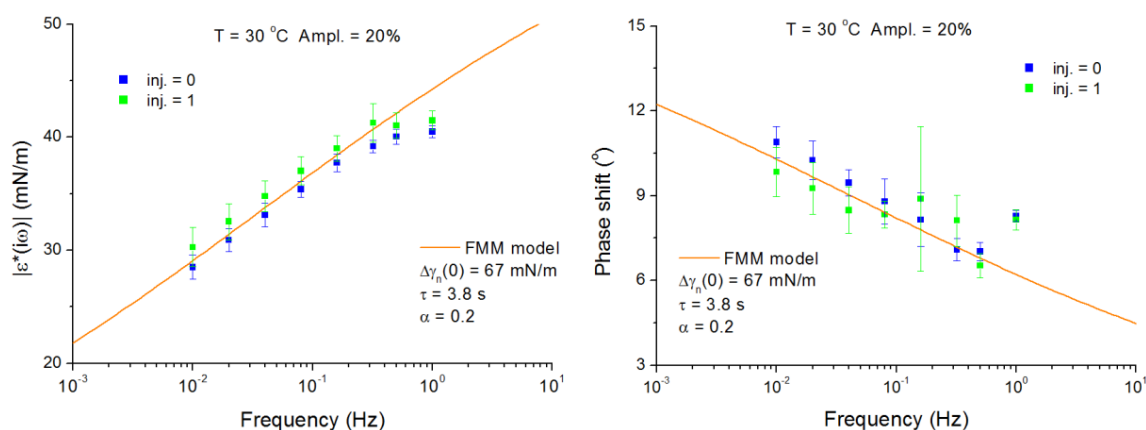 T = 30 °C Ampl. = 20%
inj. = 0
inj. = 1
|ε*(iω)| (mN/m)
50
40
30
20
FMM model
Δγn(0) = 67 mN/m
τ = 3.8 s
α = 0.2
10⁻³ 10⁻² 10⁻¹ 10⁰ 10¹
Frequency (Hz)
T = 30 °C Ampl. = 20%
inj. = 0
inj. = 1
Phase shift (°)
15
12
9
6
3
FMM model
Δγn(0) = 67 mN/m
τ = 3.8 s
α = 0.2
10⁻³ 10⁻² 10⁻¹ 10⁰ 10¹
Frequency (Hz)